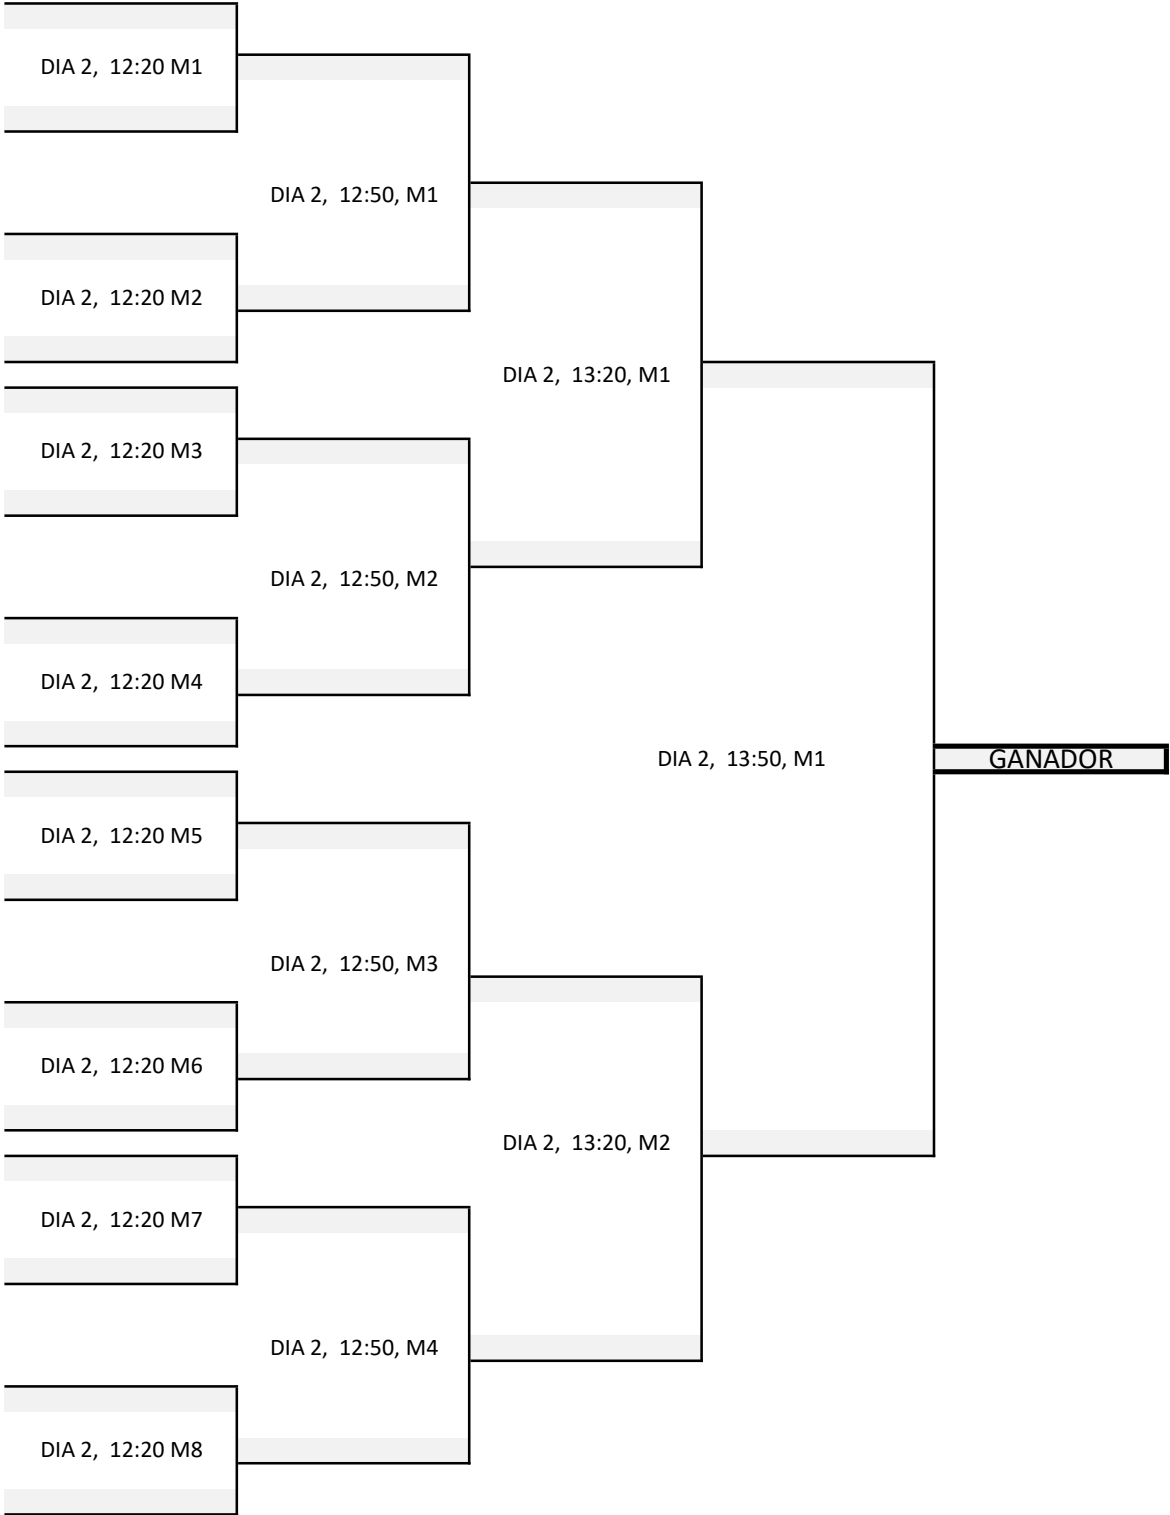 DIA 2,  12:20 M1
DIA 2,  12:50, M1
DIA 2,  12:20 M2
DIA 2,  13:20, M1
DIA 2,  12:20 M3
DIA 2,  12:50, M2
DIA 2,  12:20 M4
DIA 2,  13:50, M1
GANADOR
DIA 2,  12:20 M5
DIA 2,  12:50, M3
DIA 2,  12:20 M6
DIA 2,  13:20, M2
DIA 2,  12:20 M7
DIA 2,  12:50, M4
DIA 2,  12:20 M8